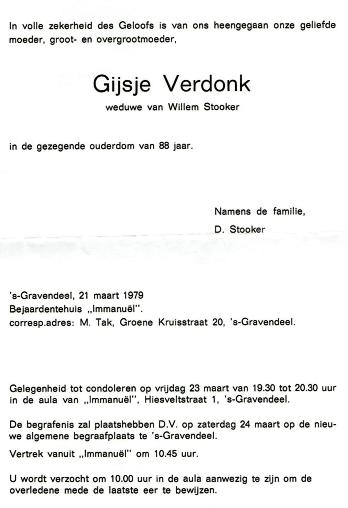 In volle zekerheid des Geloofs is van ons heengegaan onze geliefde
moeder, groot- en overgrootmoeder,
Gijsje Verdonk
weduwe van Willem Stooker
in de gezegende ouderdom van 88 jaar.
Namens de familie,
D. Stooker
's-Gravendeel, 21 maart 1979
Bejaardentehuis „Immanuël".
corresp.adres: M. Tak, Groene Kruisstraat 20, 's-Gravendeel.
Gelegenheid tot condoleren op vrijdag 23 maart van 19.30 tot 20.30 uur
in de aula van „Immanuël", Hiesveltstraat 1, 's-Gravendeel.
De begrafenis zal plaatshebben D.V. op zaterdag 24 maart op de nieu-
we algemene begraafplaats te 's-Gravendeel.
Vertrek vanuit „Immanuël" om 10.45 uur.
U wordt verzocht om 10.00 uur in de aula aanwezig te zijn om de
overledene mede de laatste eer te bewijzen.